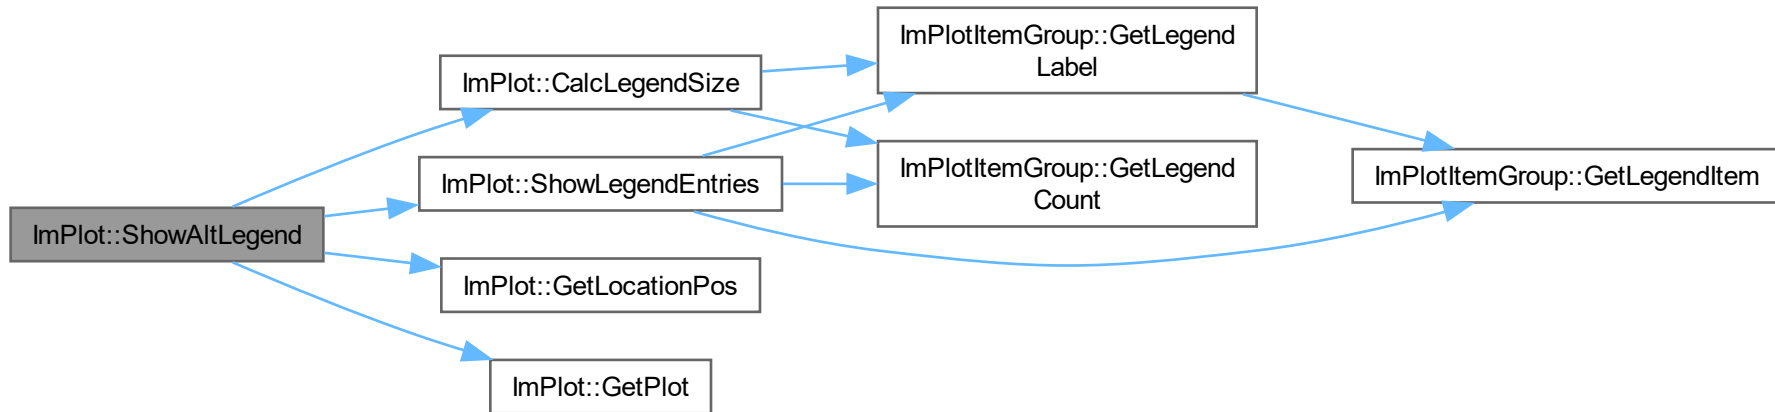 ImPlot::ShowAltLegend
ImPlot::CalcLegendSize
ImPlot::ShowLegendEntries
ImPlot::GetLocationPos
ImPlot::GetPlot
ImPlotItemGroup::GetLegend
Label
ImPlotItemGroup::GetLegend
Count
ImPlotItemGroup::GetLegendItem